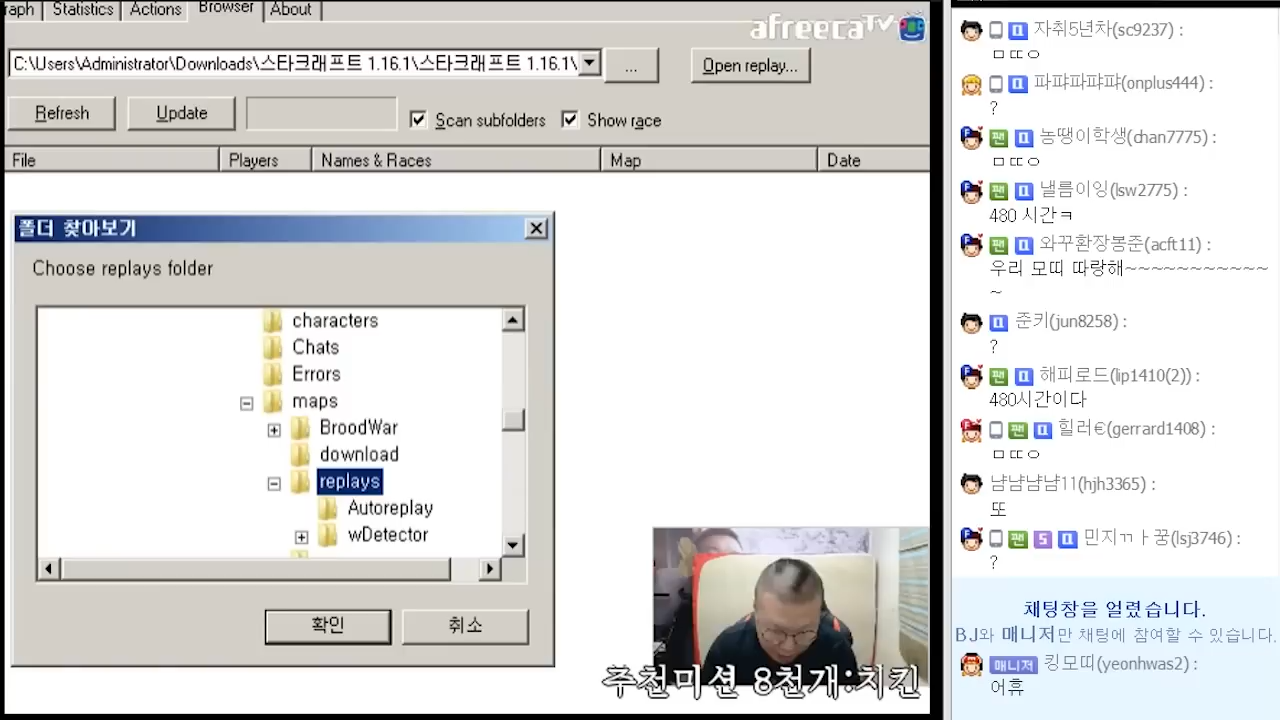 raph Statistics Actions Browser About
afreecaTV
C:\Users\Administrator\Downloads\스타크래프트 1.16.1\스타크래프트 1.16.1\ ... Open replay...
Refresh Update Scan subfolders Show race
File Players Names & Races Map Date
폴더 찾아보기
Choose replays folder
characters
Chats
Errors
maps
BroodWar
download
replays
Autoreplay
wDetector
확인 취소
추천미션 8천개:치킨
자취5년차(sc9237) :
ㅁㄸㅇ
파퍄파퍄퍄(onplus444) :
?
팬 농땡이학생(chan7775) :
ㅁㄸㅇ
팬 낼름이잉(lsw2775) :
480 시간ㅋ
팬 와꾸환장봉준(acft11) :
우리 모띠 따랑해~~~~~~~~~~~
~
준키(jun8258) :
?
팬 해피로드(lip1410(2)) :
480시간이다
팬 힐러€(gerrard1408) :
ㅁㄸㅇ
냠냠냠냠11(hjh3365) :
또
팬 S 민지ㄲㅏ꿍(lsj3746) :
?
채팅창을 얼렸습니다.
BJ와 매니저만 채팅에 참여할 수 있습니다.
매니저 킹모띠(yeonhwas2) :
어휴